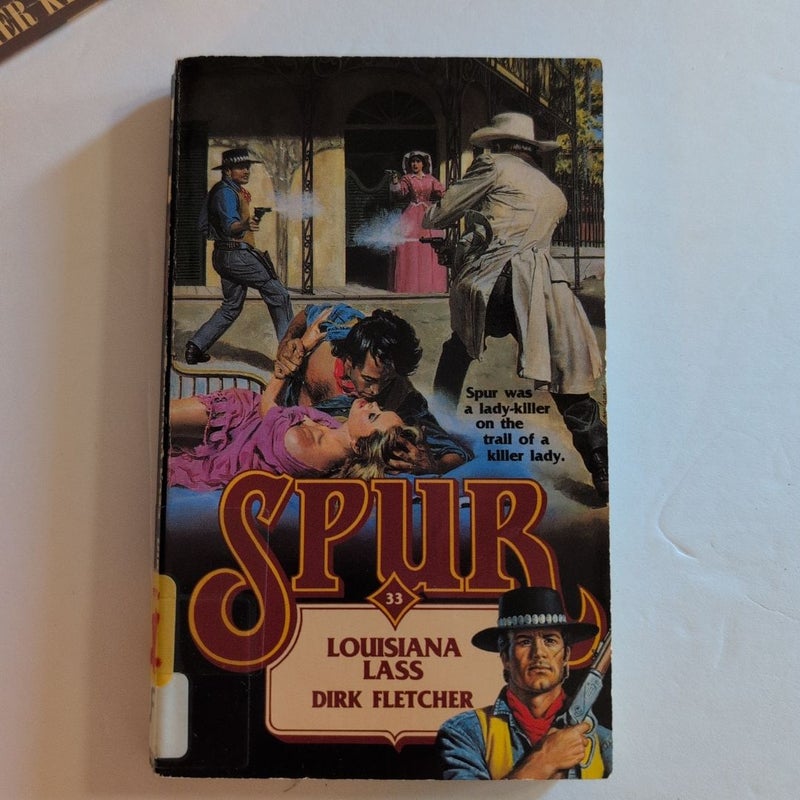 Spur was
a lady-killer
on the
trail of a
killer lady.
SPUR
33
LOUISIANA
LASS
DIRK FLETCHER